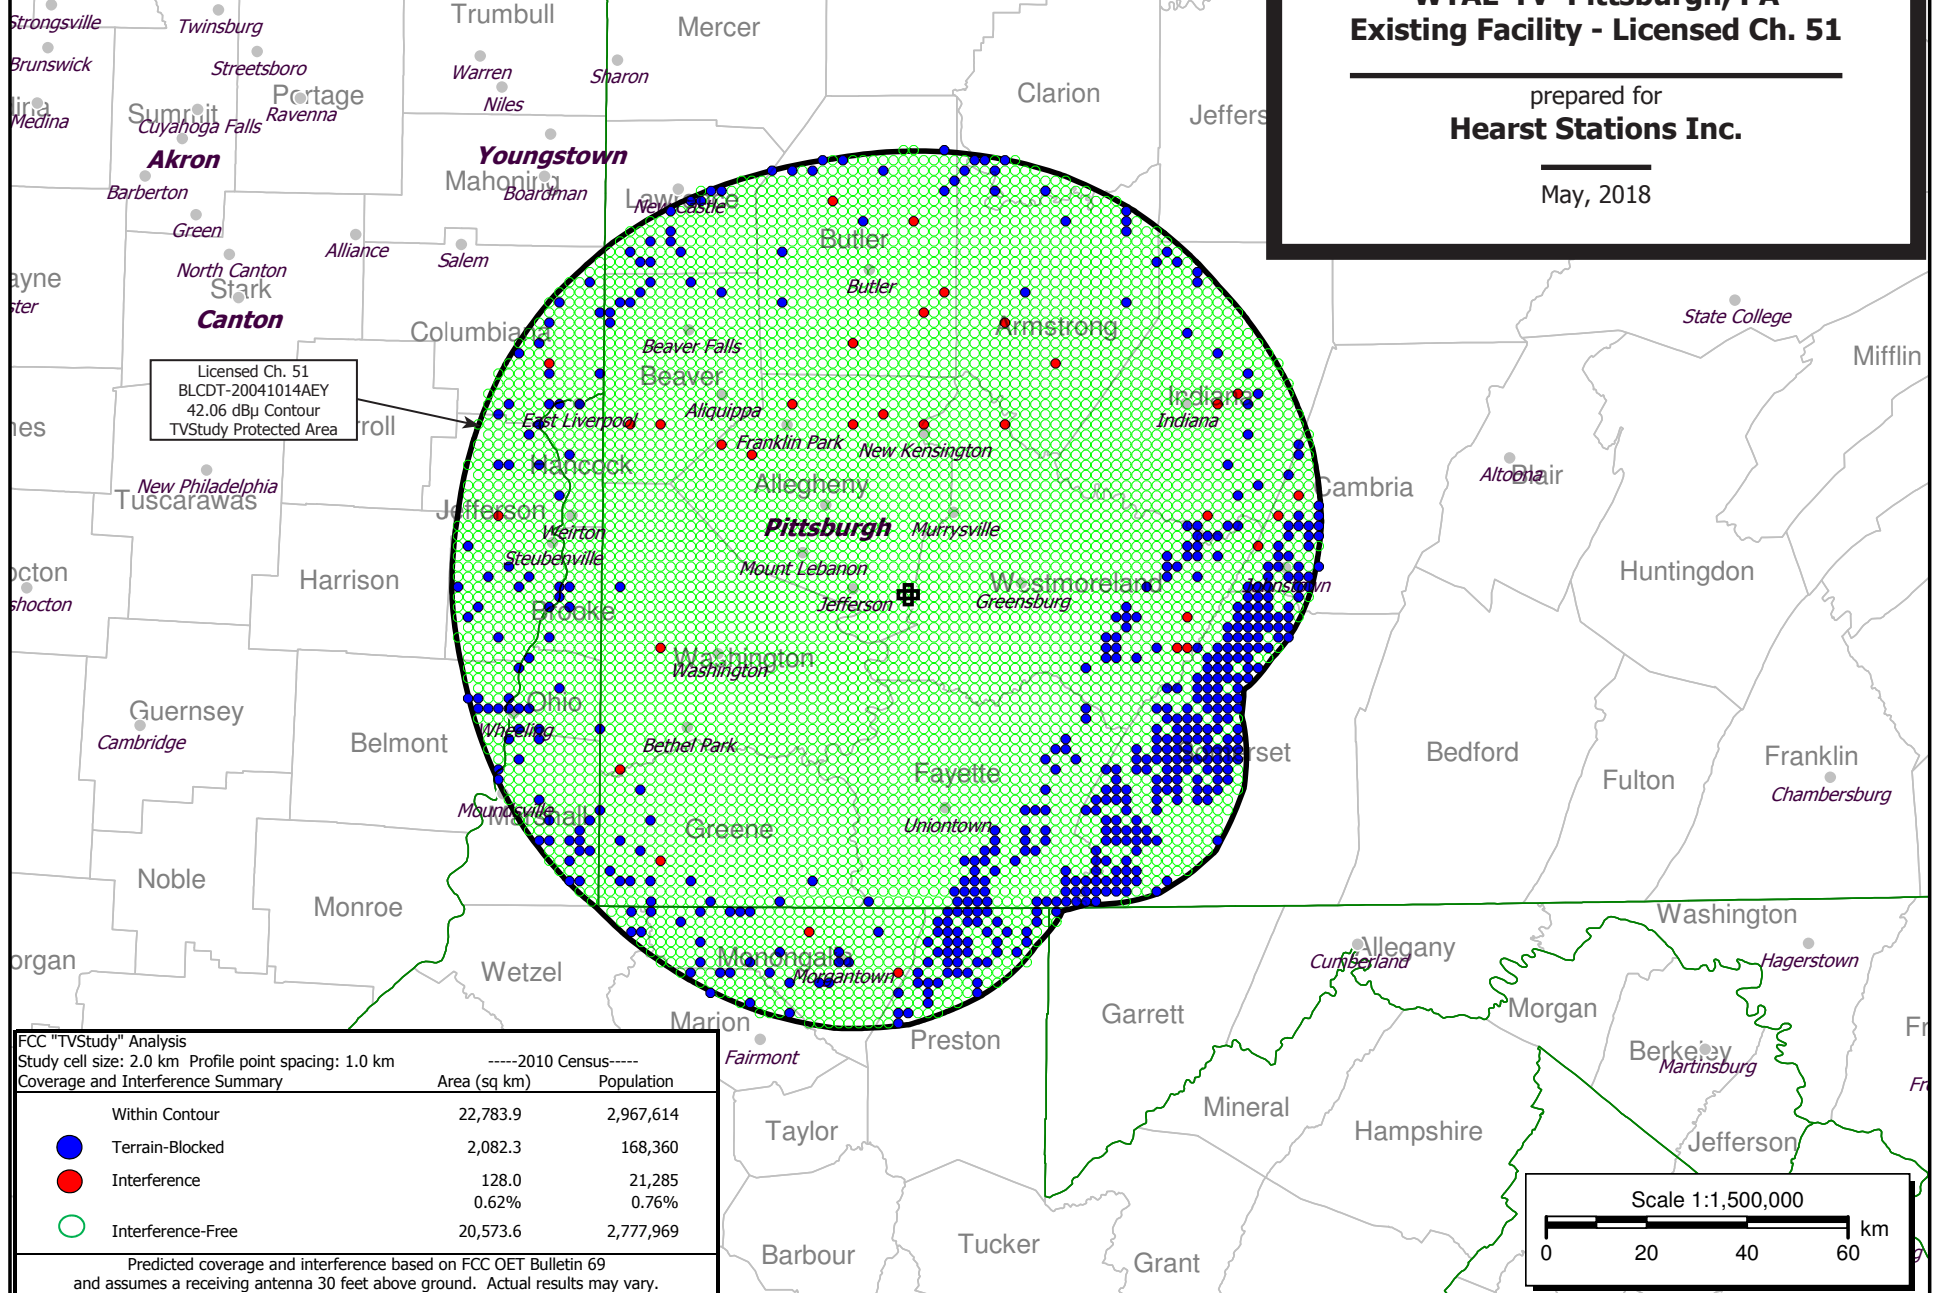 Existing Facility - Licensed Ch. 51
prepared for
Hearst Stations Inc.
May, 2018
Strongsville
Twinsburg
Trumbull
Mercer
Brunswick
Streetsboro
Warren
Sharon
Clarion
Portage
Niles
Medina
Summit
Ravenna
Cuyahoga Falls
Akron
Youngstown
Mahoning
Barberton
Boardman
Lawrence
New Castle
Green
Alliance
Salem
Butler
North Canton
Stark
Butler
Canton
Columbiana
Armstrong
State College
Beaver Falls
Mifflin
Beaver
Licensed Ch. 51
BLCDT-20041014AEY
42.06 dBµ Contour
TVStudy Protected Area
Indiana
Aliquippa
East Liverpool
Indiana
Franklin Park
New Kensington
Hancock
Allegheny
Cambria
Altoona
Blair
New Philadelphia
Tuscarawas
Jefferson
Pittsburgh
Murrysville
Weirton
Steubenville
Mount Lebanon
Harrison
Westmoreland
Johnstown
Huntingdon
Brooke
Jefferson
Greensburg
Washington
Washington
Guernsey
Ohio
Cambridge
Belmont
Wheeling
Bethel Park
Bedford
Franklin
Fayette
Fulton
Chambersburg
Moundsville
Marshall
Greene
Uniontown
Noble
Monroe
Washington
Monongalia
Morgantown
Wetzel
Allegany
Cumberland
Hagerstown
Marion
Garrett
Morgan
Fairmont
Preston
Berkeley
Martinsburg
Mineral
Taylor
Hampshire
Jefferson
Barbour
Tucker
Grant
FCC "TVStudy" Analysis
Study cell size: 2.0 km Profile point spacing: 1.0 km -----2010 Census-----
Coverage and Interference Summary Area (sq km) Population
Within Contour 22,783.9 2,967,614
Terrain-Blocked 2,082.3 168,360
Interference 128.0 21,285
0.62% 0.76%
Interference-Free 20,573.6 2,777,969
Predicted coverage and interference based on FCC OET Bulletin 69
and assumes a receiving antenna 30 feet above ground. Actual results may vary.
Scale 1:1,500,000
km
0 20 40 60